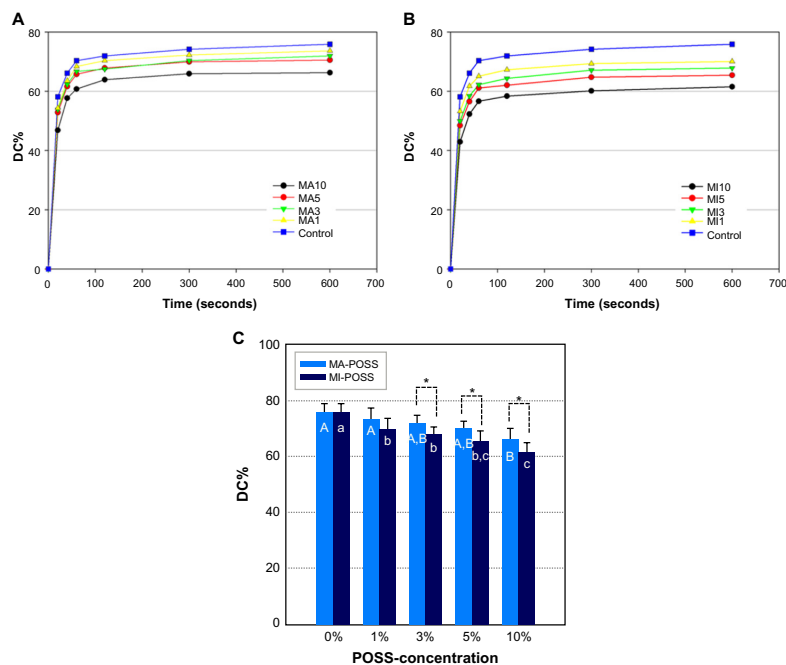 A
80
60
40
20
0
DC%
MA10
MA5
MA3
MA1
Control
0 100 200 300 400 500 600 700
Time (seconds)
B
80
60
40
20
0
DC%
MI10
MI5
MI3
MI1
Control
0 100 200 300 400 500 600 700
Time (seconds)
C
100
80
60
40
20
0
DC%
MA-POSS
MI-POSS
* * *
A a A b A,B b A,B b,c B c
0% 1% 3% 5% 10%
POSS-concentration